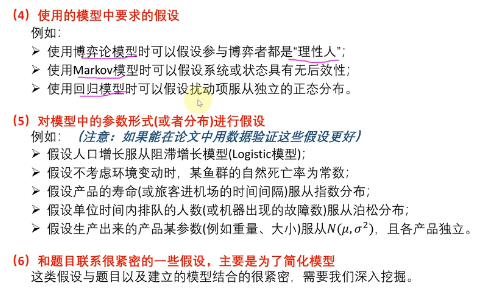 (4) 使用的模型中要求的假设
例如:
➢ 使用博弈论模型时可以假设参与博弈者都是“理性人”;
➢ 使用Markov模型时可以假设系统或状态具有无后效性;
➢ 使用回归模型时可以假设扰动项服从独立的正态分布。
(5) 对模型中的参数形式(或者分布)进行假设
例如: (注意:如果能在论文中用数据验证这些假设更好)
➢ 假设人口增长服从阻滞增长模型(Logistic模型);
➢ 假设不考虑环境变动时,某鱼群的自然死亡率为常数;
➢ 假设产品的寿命(或旅客进机场的时间间隔)服从指数分布;
➢ 假设单位时间内排队的人数(或机器出现的故障数)服从泊松分布;
➢ 假设生产出来的产品某参数(例如重量、大小)服从N(μ, σ²),且各产品独立。
(6) 和题目联系很紧密的一些假设,主要是为了简化模型
这类假设与题目以及建立的模型结合的很紧密,需要我们深入挖掘。